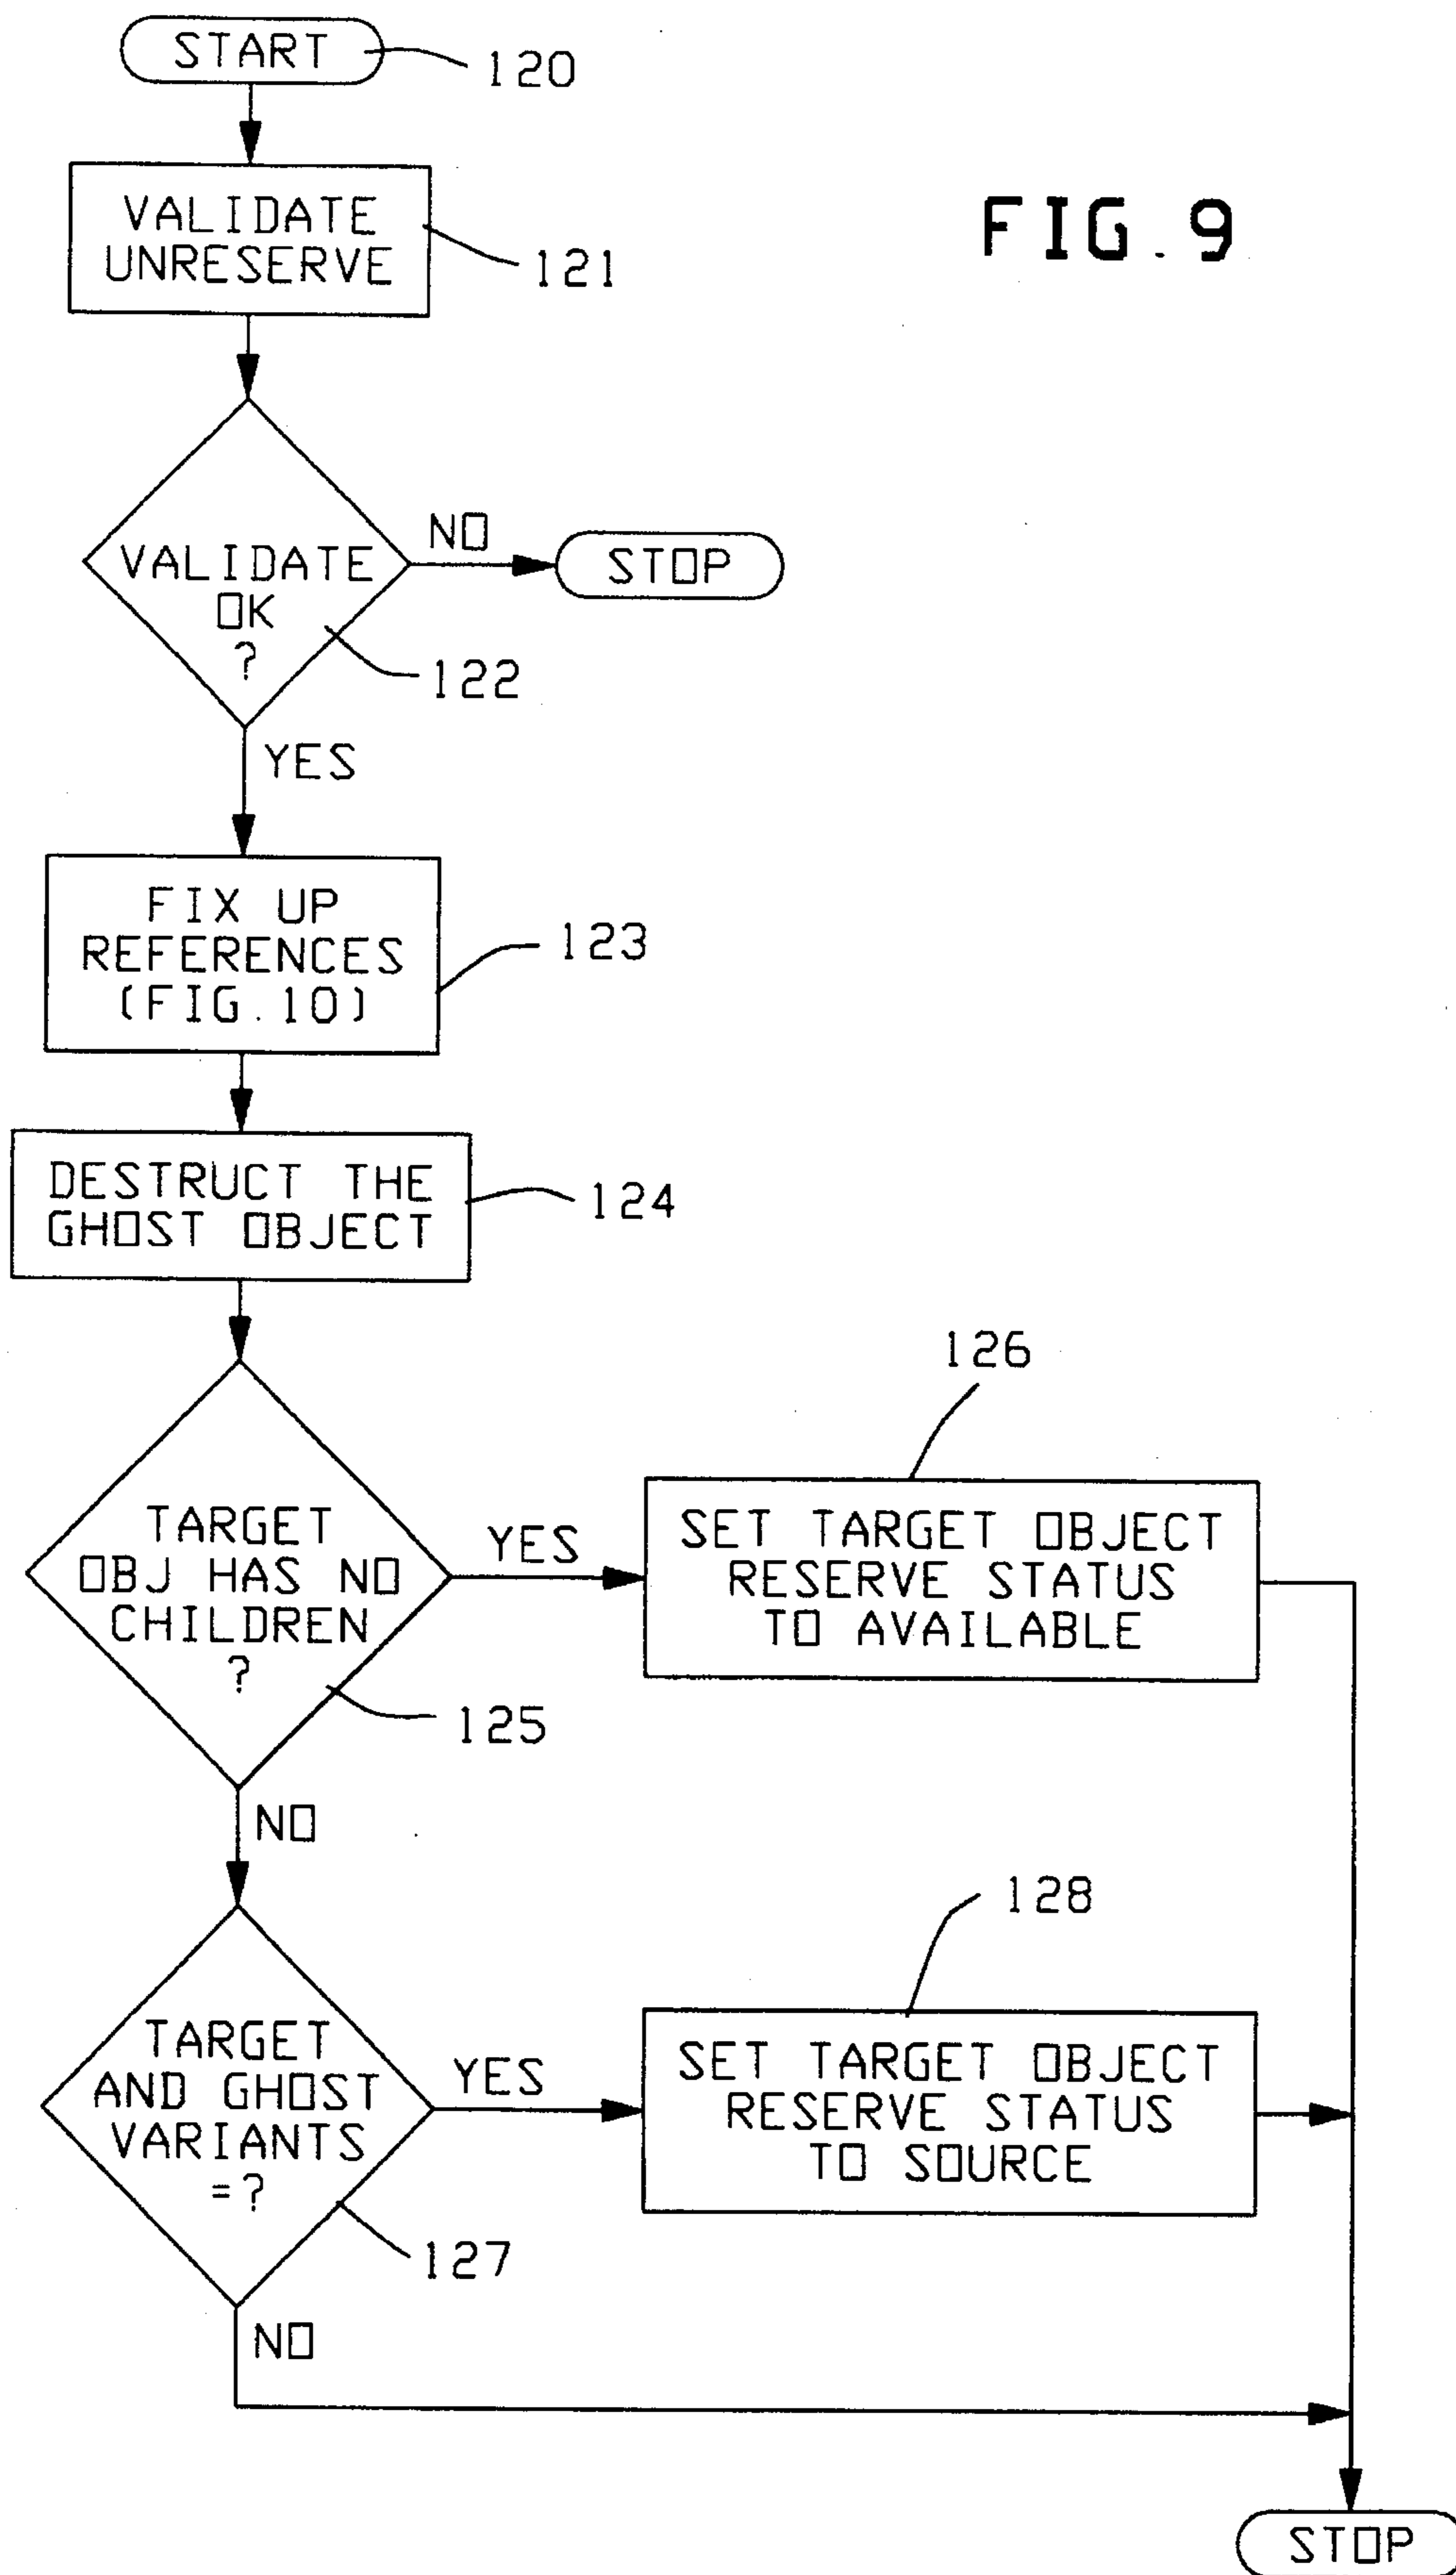 START
120
FIG. 9
VALIDATE
UNRESERVE
121
VALIDATE
OK
?
122
NO
STOP
YES
FIX UP
REFERENCES
(FIG. 10)
123
DESTRUCT THE
GHOST OBJECT
124
TARGET
OBJ HAS NO
CHILDREN
?
125
YES
126
SET TARGET OBJECT
RESERVE STATUS
TO AVAILABLE
NO
TARGET
AND GHOST
VARIANTS
=?
127
YES
128
SET TARGET OBJECT
RESERVE STATUS
TO SOURCE
NO
STOP